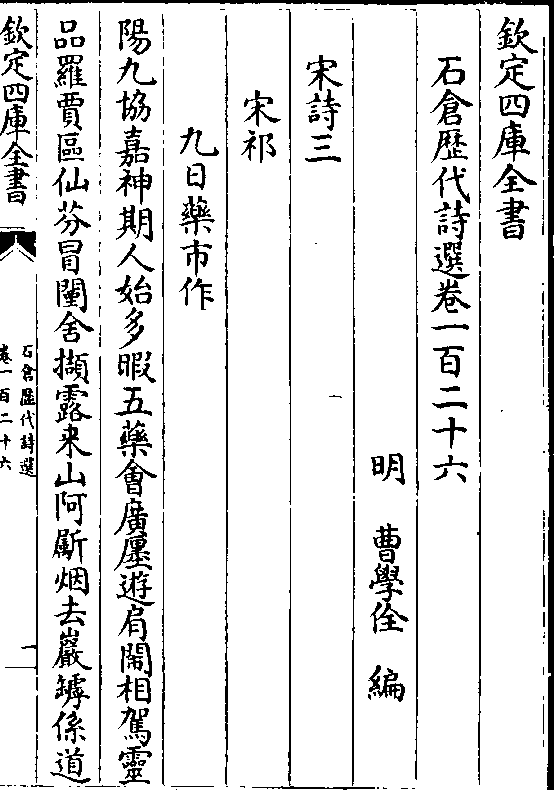 欽定四庫全書
石倉歷代詩選卷一百二十六
明 曹學佺 編
宋詩三
宋祁
九日藥市作
陽九協嘉神期人始多暇五藥會廣廛遊肩閙相駕靈
品羅賈區仙芬冒闉舍擷露来山阿斸烟去巖罅係道
欽定四庫全書
石倉歷代詩選
卷一百二十六
一